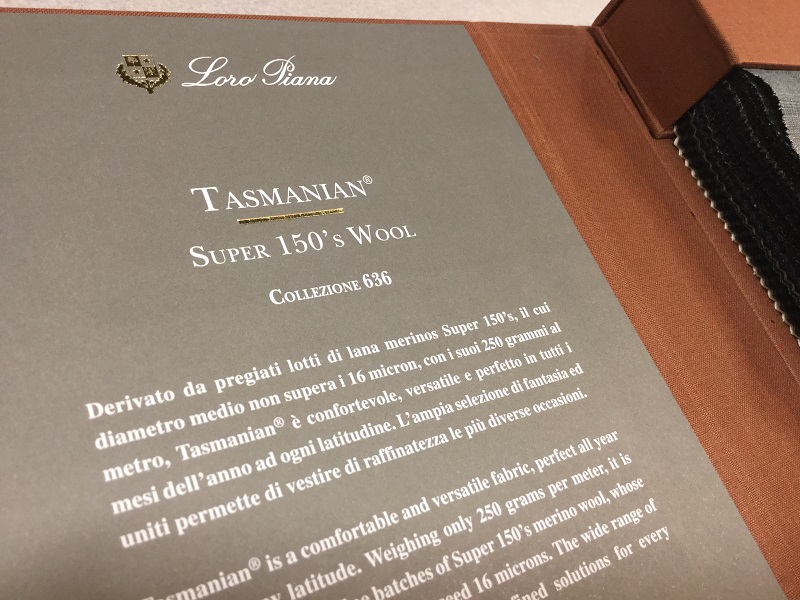 Loro Piana
TASMANIAN®
SUPER 150's WOOL
COLLEZIONE 636
Derivato da pregiati lotti di lana merinos Super 150's, il cui
diametro medio non supera i 16 micron, con i suoi 250 grammi al
metro, Tasmanian® è confortevole, versatile e perfetto in tutti i
mesi dell'anno ad ogni latitudine. L'ampia selezione di fantasia ed
uniti permette di vestire di raffinatezza le più diverse occasioni.
Tasmanian® is a comfortable and versatile fabric, perfect all year
latitude. Weighing only 250 grams per meter, it is
batches of Super 150's merino wool, whose
16 microns. The wide range of
solutions for every